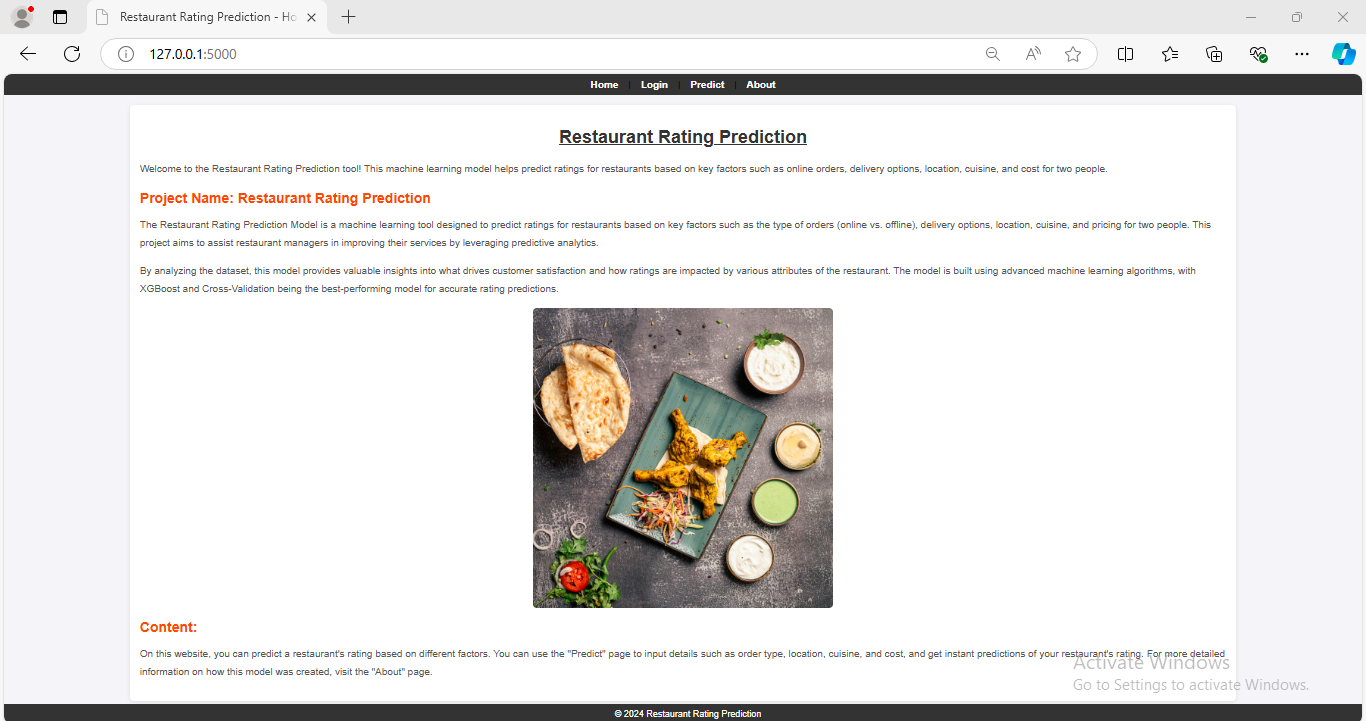 Restaurant Rating Prediction - Ho
127.0.0.1:5000
Home Login Predict About
Restaurant Rating Prediction
Welcome to the Restaurant Rating Prediction tool! This machine learning model helps predict ratings for restaurants based on key factors such as online orders, delivery options, location, cuisine, and cost for two people.
Project Name: Restaurant Rating Prediction
The Restaurant Rating Prediction Model is a machine learning tool designed to predict ratings for restaurants based on key factors such as the type of orders (online vs. offline), delivery options, location, cuisine, and pricing for two people. This
project aims to assist restaurant managers in improving their services by leveraging predictive analytics.
By analyzing the dataset, this model provides valuable insights into what drives customer satisfaction and how ratings are impacted by various attributes of the restaurant. The model is built using advanced machine learning algorithms, with
XGBoost and Cross-Validation being the best-performing model for accurate rating predictions.
Content:
On this website, you can predict a restaurant's rating based on different factors. You can use the "Predict" page to input details such as order type, location, cuisine, and cost, and get instant predictions of your restaurant's rating. For more detailed
information on how this model was created, visit the "About" page.
Activate Windows
Go to Settings to activate Windows.
© 2024 Restaurant Rating Prediction